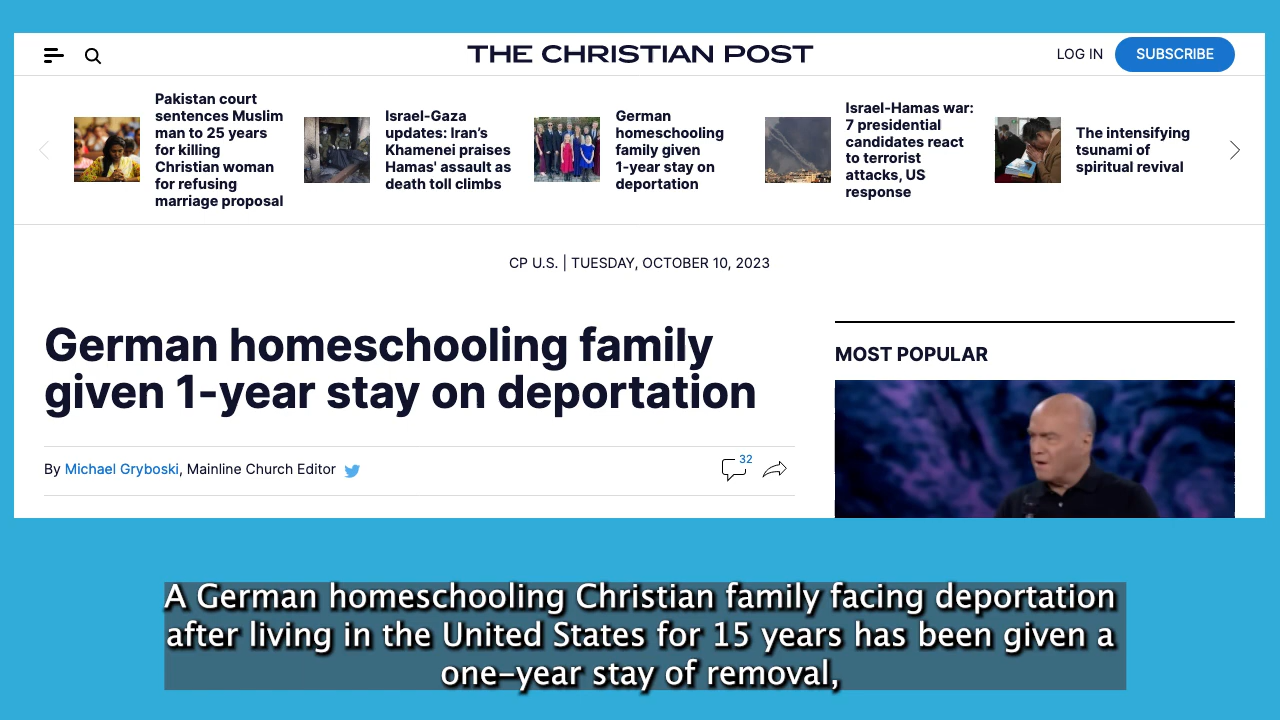 THE CHRISTIAN POST
LOG IN
SUBSCRIBE
Pakistan court
sentences Muslim
man to 25 years
for killing
Christian woman
for refusing
marriage proposal
Israel-Gaza
updates: Iran’s
Khamenei praises
Hamas' assault as
death toll climbs
German
homeschooling
family given
1-year stay on
deportation
Israel-Hamas war:
7 presidential
candidates react
to terrorist
attacks, US
response
The intensifying
tsunami of
spiritual revival
CP U.S. | TUESDAY, OCTOBER 10, 2023
German homeschooling family
given 1-year stay on deportation
By Michael Gryboski, Mainline Church Editor
32
MOST POPULAR
A German homeschooling Christian family facing deportation
after living in the United States for 15 years has been given a
one-year stay of removal,